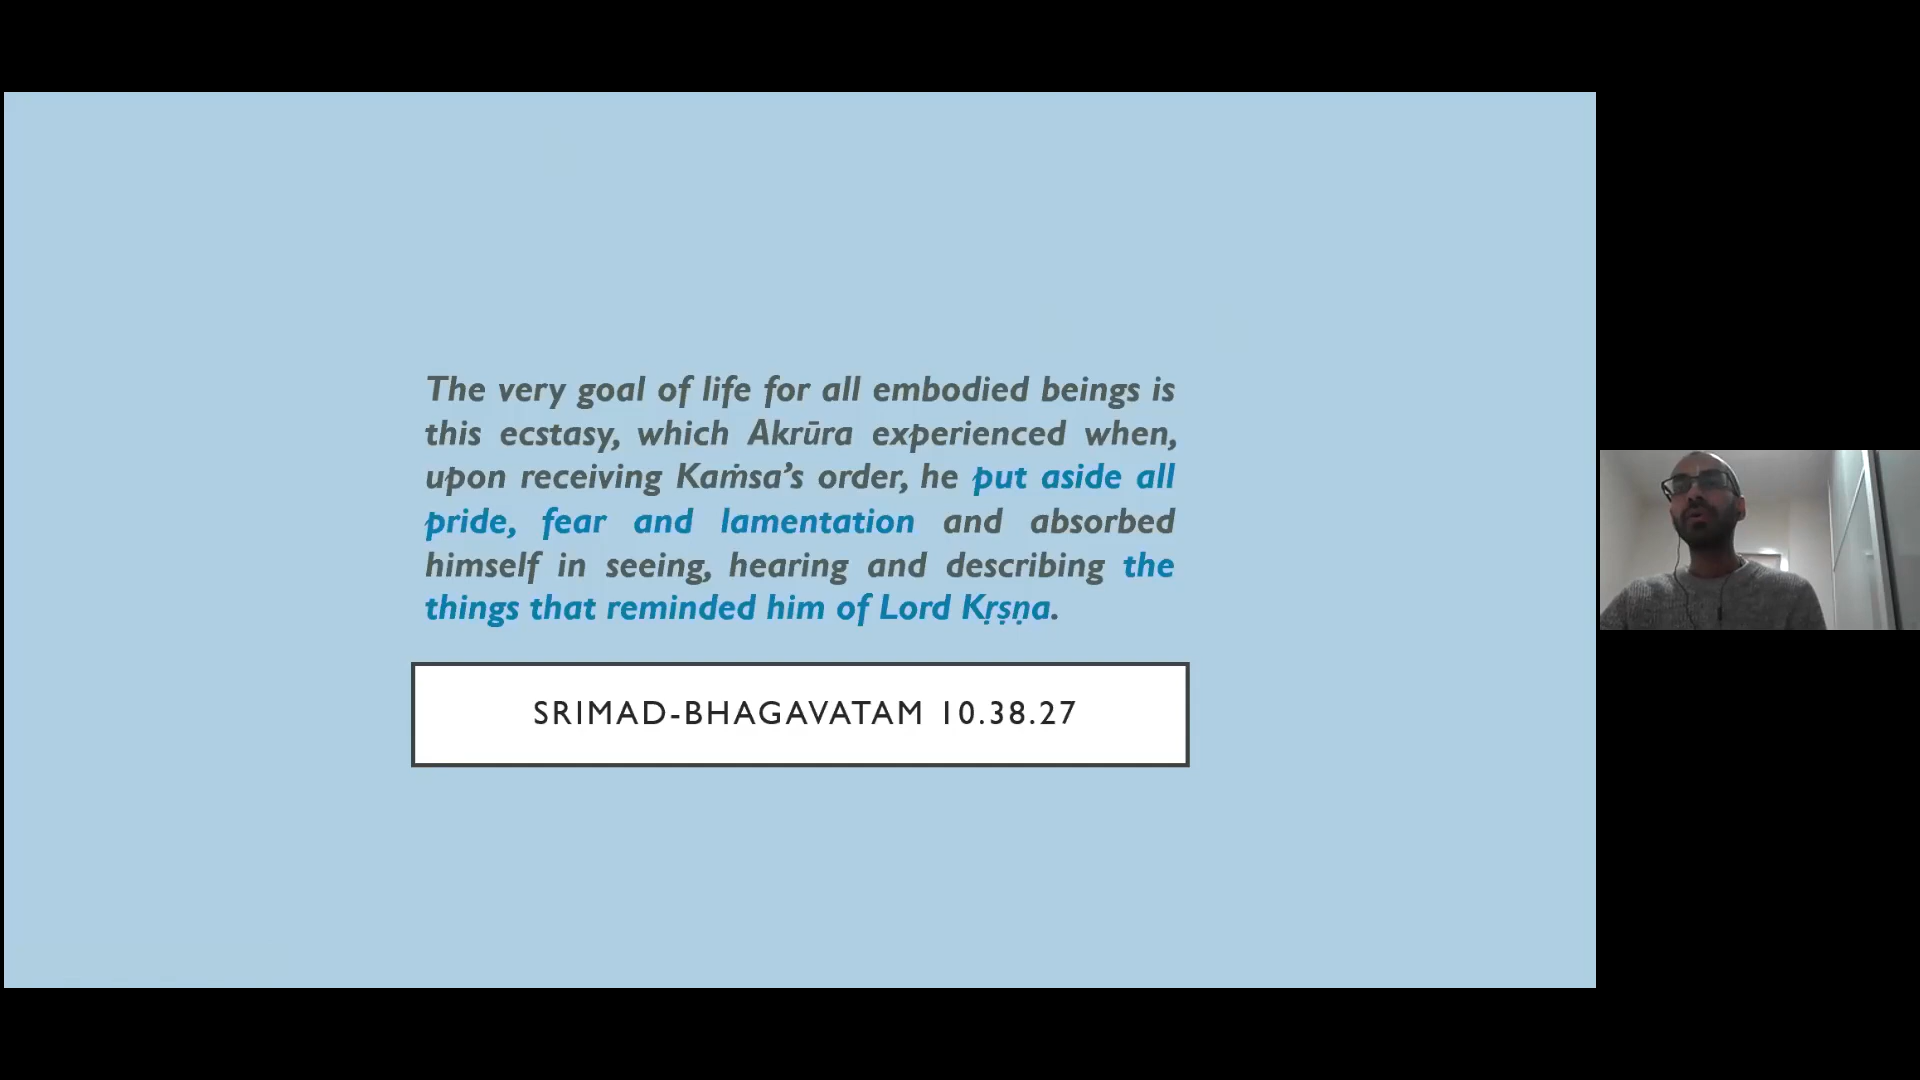 The very goal of life for all embodied beings is
this ecstasy, which Akrūra experienced when,
upon receiving Kaṁsa’s order, he put aside all
pride, fear and lamentation and absorbed
himself in seeing, hearing and describing the
things that reminded him of Lord Kṛṣṇa.
SRIMAD-BHAGAVATAM 10.38.27